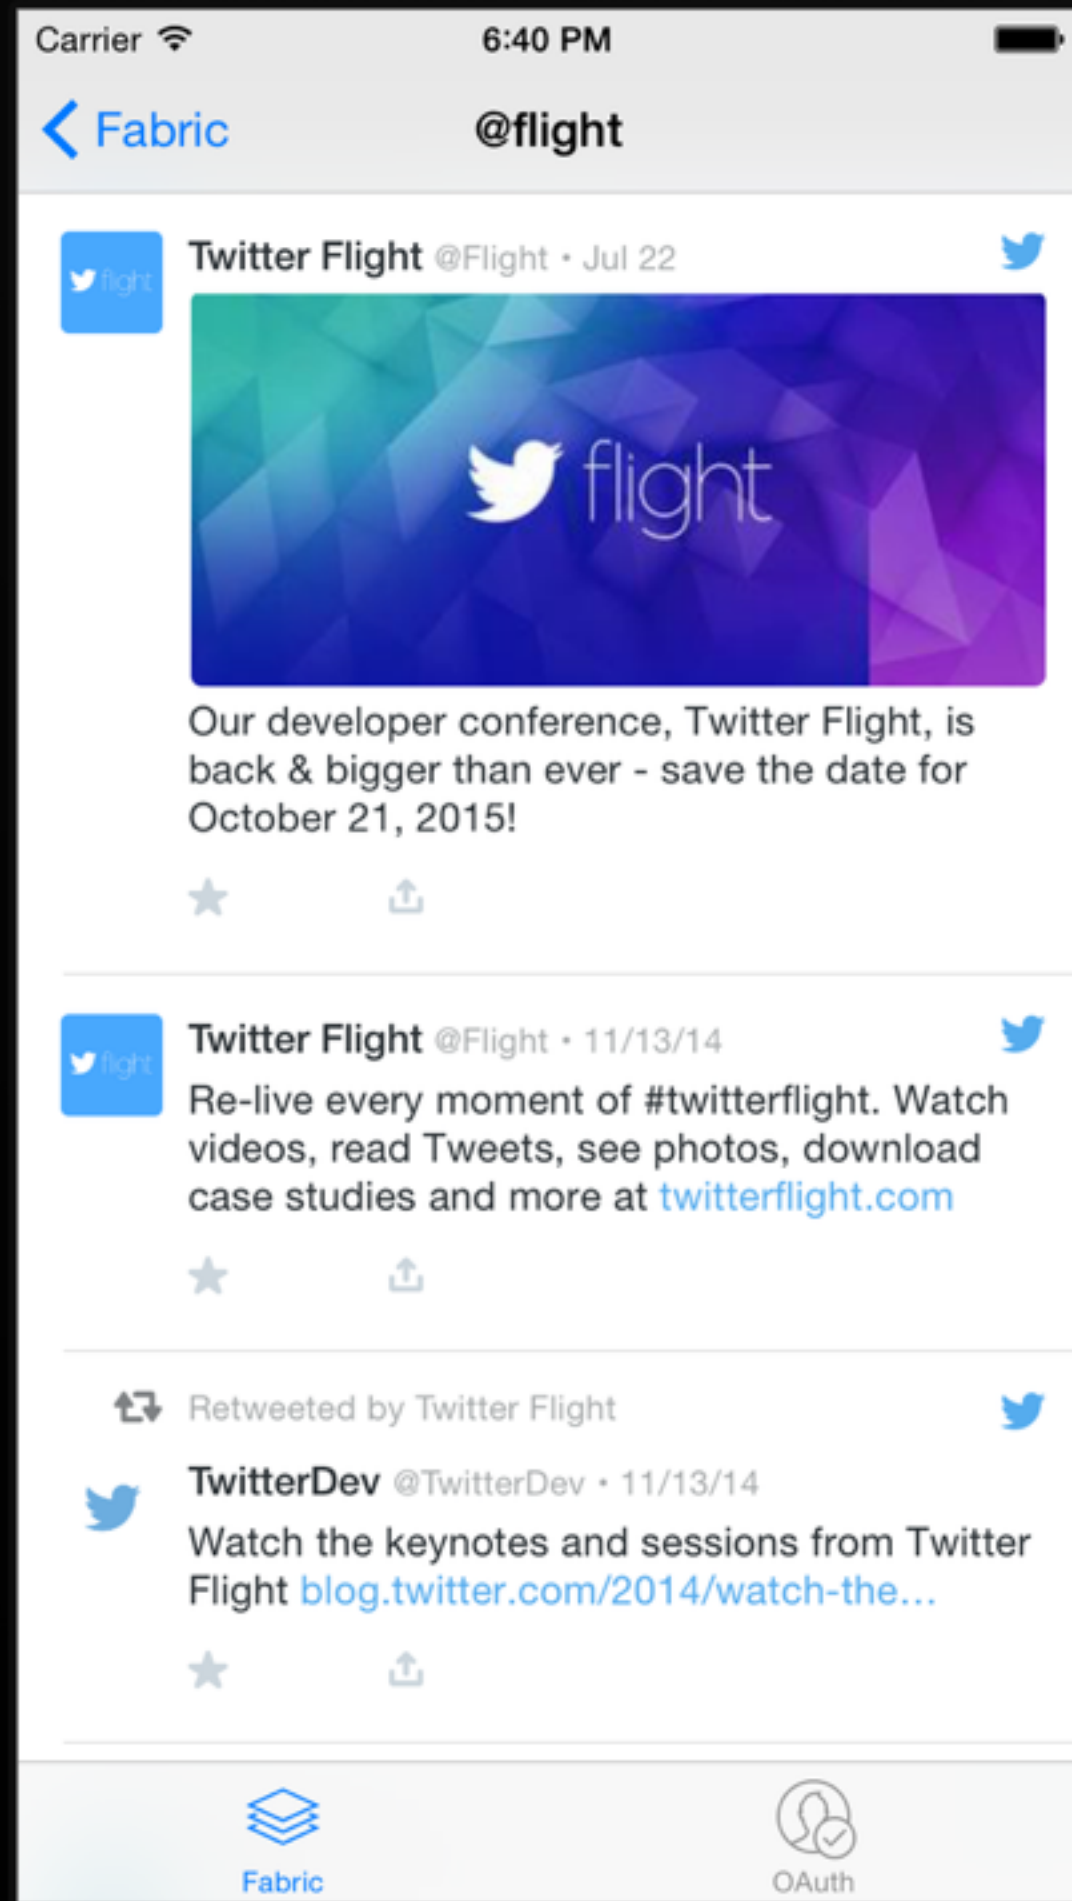 Carrier 6:40 PM
Fabric @flight
Twitter Flight @Flight • Jul 22
flight
flight
Our developer conference, Twitter Flight, is
back & bigger than ever - save the date for
October 21, 2015!
Twitter Flight @Flight • 11/13/14
flight
Re-live every moment of #twitterflight. Watch
videos, read Tweets, see photos, download
case studies and more at twitterflight.com
Retweeted by Twitter Flight
TwitterDev @TwitterDev • 11/13/14
Watch the keynotes and sessions from Twitter
Flight blog.twitter.com/2014/watch-the...
Fabric OAuth